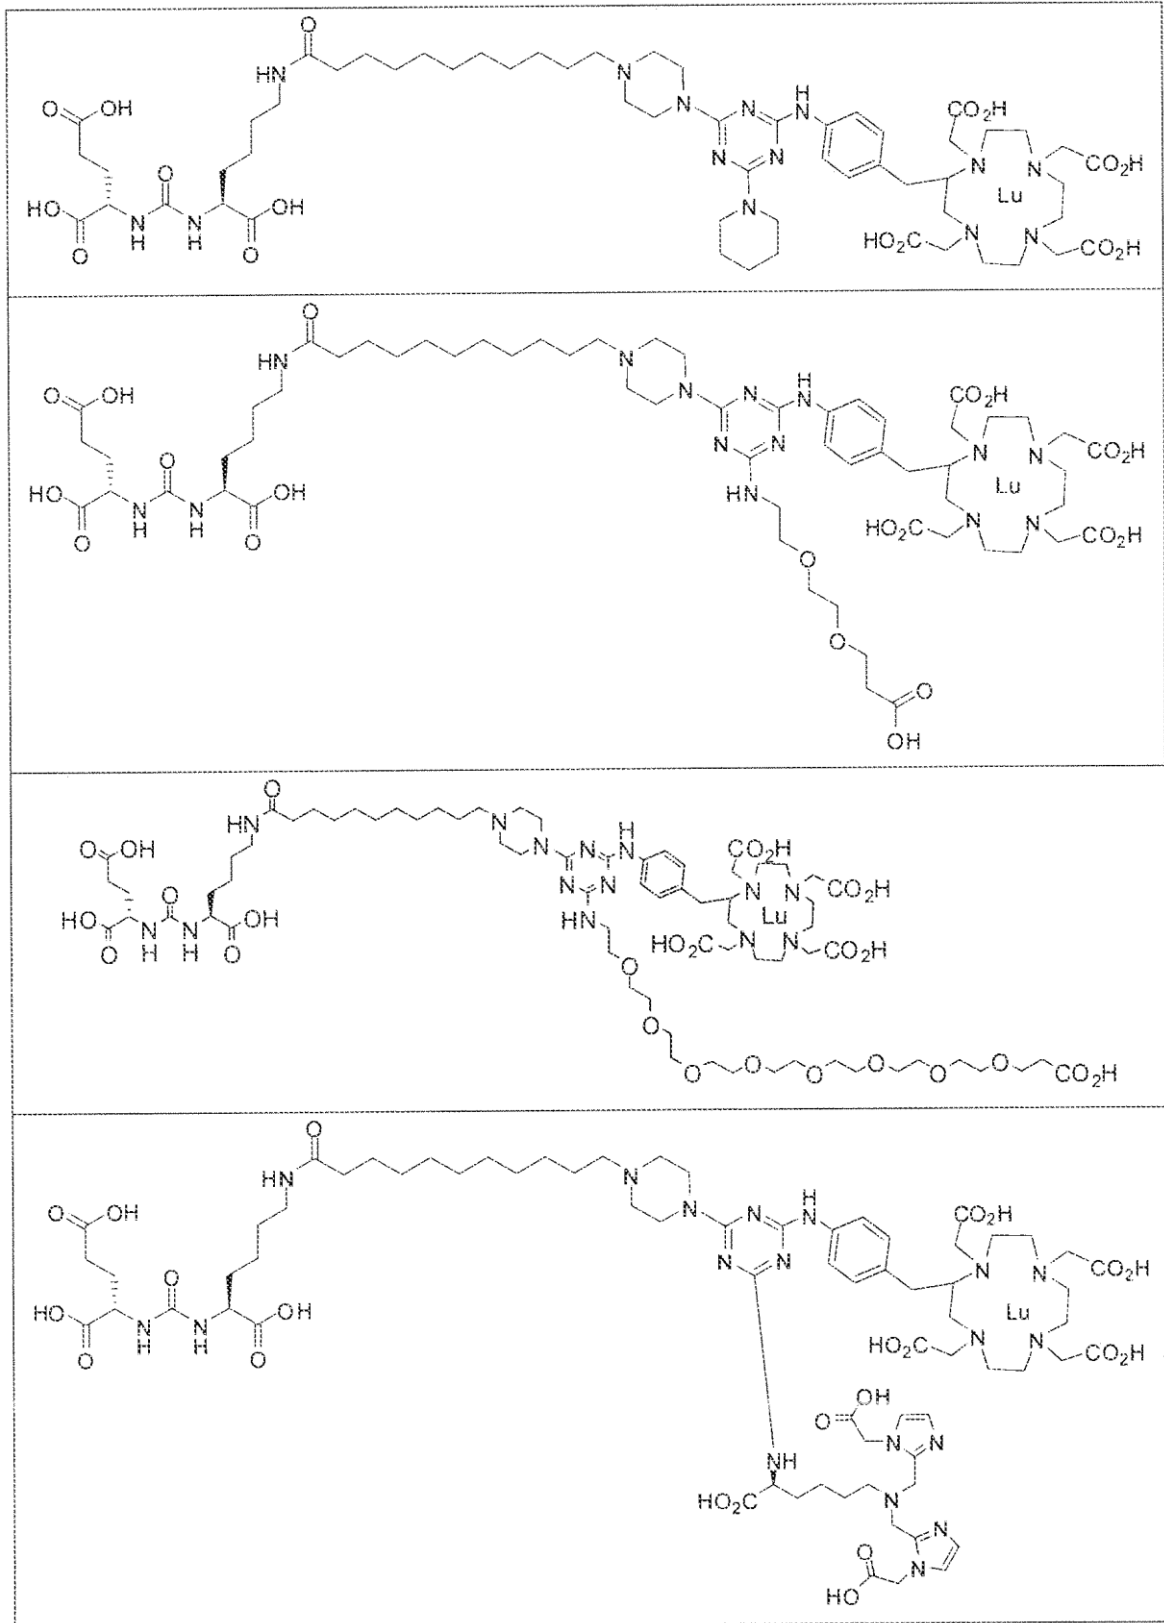 O
HN N H
N N N CO₂H
O OH N N N N CO₂H
O N Lu
HO N N OH N N
O H H O HO₂C CO₂H
O
HN N H
N N N CO₂H
O OH N N N N CO₂H
O HN Lu
HO N N OH N N
O H H O HO₂C CO₂H
O
O
O
OH
O
HN N H
N N N CO₂H
O OH N N N N CO₂H
O HN Lu
HO N N OH N N
O H H O HO₂C CO₂H
O
O
O O O O O O CO₂H
O
HN N H
N N N CO₂H
O OH N N N N CO₂H
O Lu
HO N N OH N N
O H H O HO₂C CO₂H
OH
O N N
NH
HO₂C N
N
O N
HO